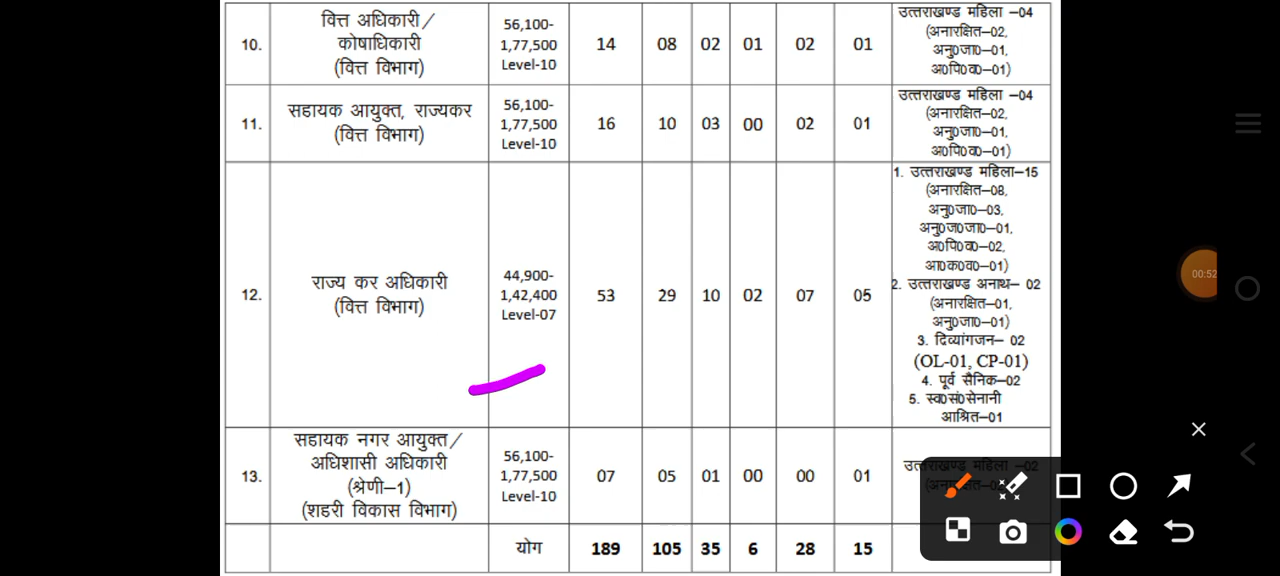 10.
वित्त अधिकारी/
कोषाधिकारी
(वित्त विभाग)
56,100-
1,77,500
Level-10
14 08 02 01 02 01
उत्तराखण्ड महिला –04
(अनारक्षित–02,
अनु0जा0–01,
अ0पि0व0–01)
11.
सहायक आयुक्त, राज्यकर
(वित्त विभाग)
56,100-
1,77,500
Level-10
16 10 03 00 02 01
उत्तराखण्ड महिला –04
(अनारक्षित–02,
अनु0जा0–01,
अ0पि0व0–01)
12.
राज्य कर अधिकारी
(वित्त विभाग)
44,900-
1,42,400
Level-07
53 29 10 02 07 05
1. उत्तराखण्ड महिला–15
(अनारक्षित–08,
अनु0जा0–03,
अनु0ज0जा0–01,
अ0पि0व0–02,
आ0क0व0–01)
2. उत्तराखण्ड अनाथ– 02
(अनारक्षित–01,
अनु0जा0–01)
3. दिव्यांगजन– 02
(OL-01, CP-01)
4. पूर्व सैनिक–02
5. स्व0सं0सेनानी
आश्रित–01
13.
सहायक नगर आयुक्त/
अधिशासी अधिकारी
(श्रेणी–1)
(शहरी विकास विभाग)
56,100-
1,77,500
Level-10
07 05 01 00 00 01
उत्तराखण्ड महिला –02
(अनारक्षित–02)
योग 189 105 35 6 28 15
00:52